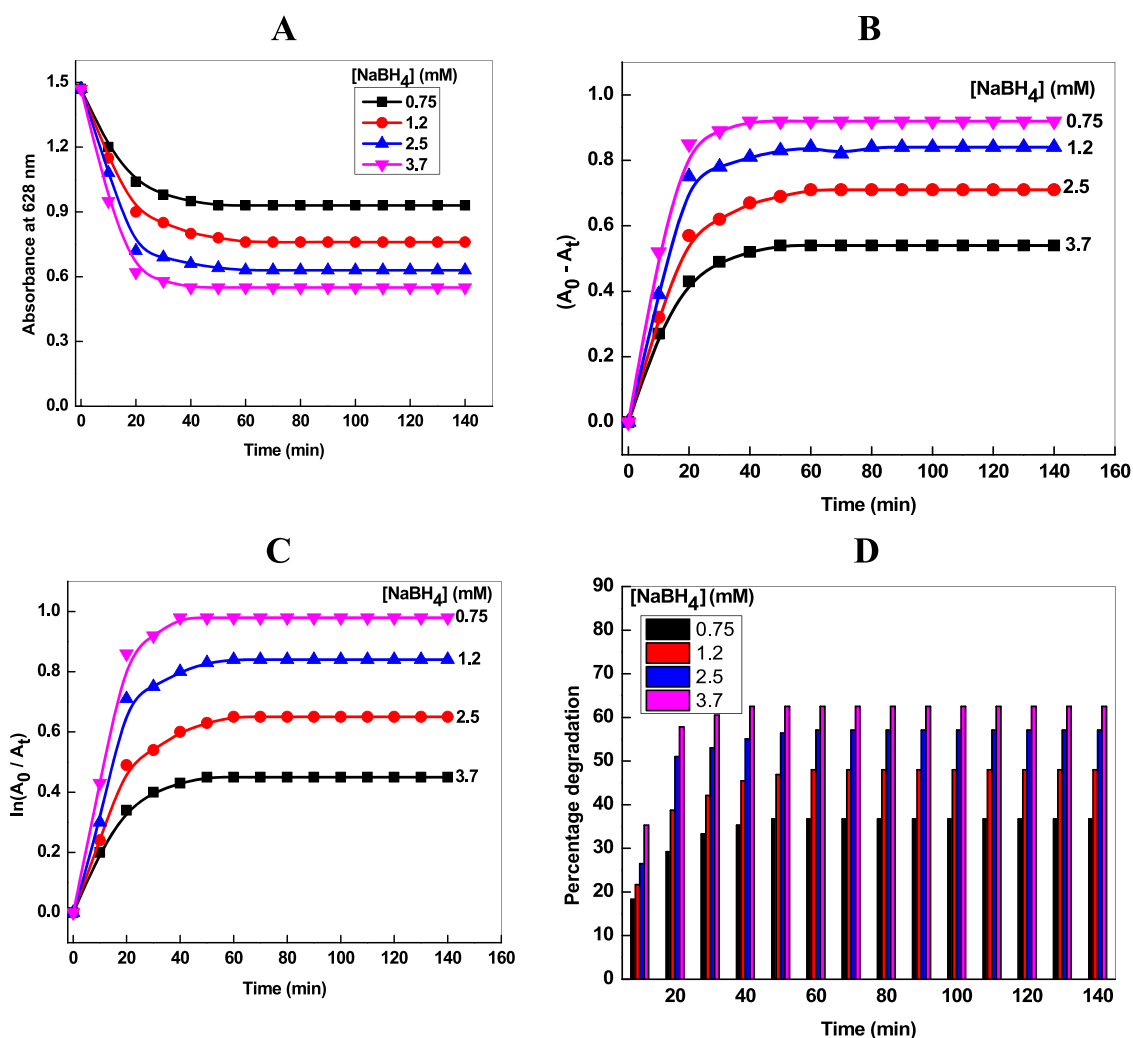 A
[NaBH4] (mM)
0.75
1.2
2.5
3.7
1.5
1.2
0.9
0.6
0.3
0.0
Absorbance at 628 nm
0 20 40 60 80 100 120 140
Time (min)
B
[NaBH4] (mM)
0.75
1.2
2.5
3.7
1.0
0.8
0.6
0.4
0.2
0.0
(A0 - At)
0 20 40 60 80 100 120 140 160
Time (min)
C
[NaBH4] (mM)
0.75
1.2
2.5
3.7
1.0
0.8
0.6
0.4
0.2
0.0
ln(A0 / At)
0 20 40 60 80 100 120 140 160
Time (min)
D
[NaBH4] (mM)
0.75
1.2
2.5
3.7
90
80
70
60
50
40
30
20
10
0
Percentage degradation
20 40 60 80 100 120 140
Time (min)